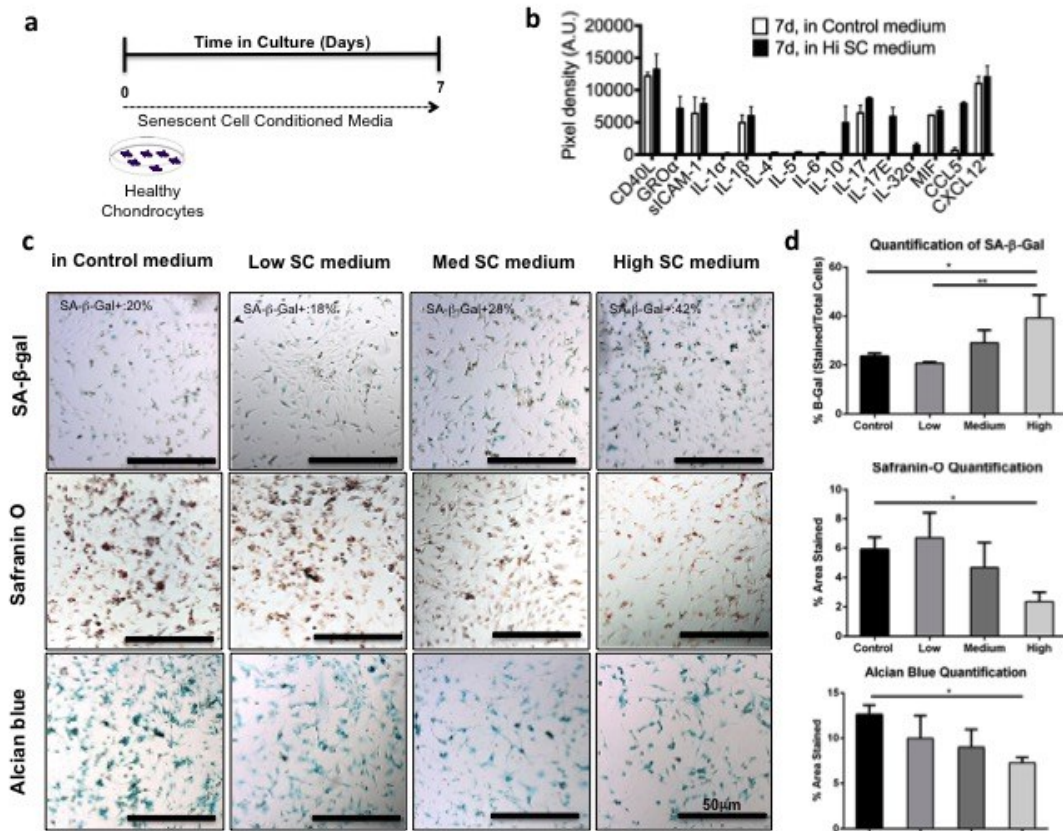 a
Time in Culture (Days)
0
7
Senescent Cell Conditioned Media
Healthy
Chondrocytes
b
20000
15000
10000
5000
0
Pixel density (A.U.)
7d, in Control medium
7d, in Hi SC medium
CD40L
GROα
sICAM-1
IL-1α
IL-1β
IL-4
IL-5
IL-6
IL-10
IL-17
IL-17E
IL-32α
MIF
CCL5
CXCL12
c
in Control medium
Low SC medium
Med SC medium
High SC medium
SA-β-gal
SA-β-Gal+:20%
SA-β-Gal+:18%
SA-β-Gal+28%
SA-β-Gal+:42%
Safranin O
Alcian blue
50μm
d
Quantification of SA-β-Gal
% B-Gal (Stained/Total Cells)
60
40
20
0
*
**
Control
Low
Medium
High
Safranin-O Quantification
% Area Stained
10
8
6
4
2
0
*
Control
Low
Medium
High
Alcian Blue Quantification
% Area Stained
15
10
5
0
*